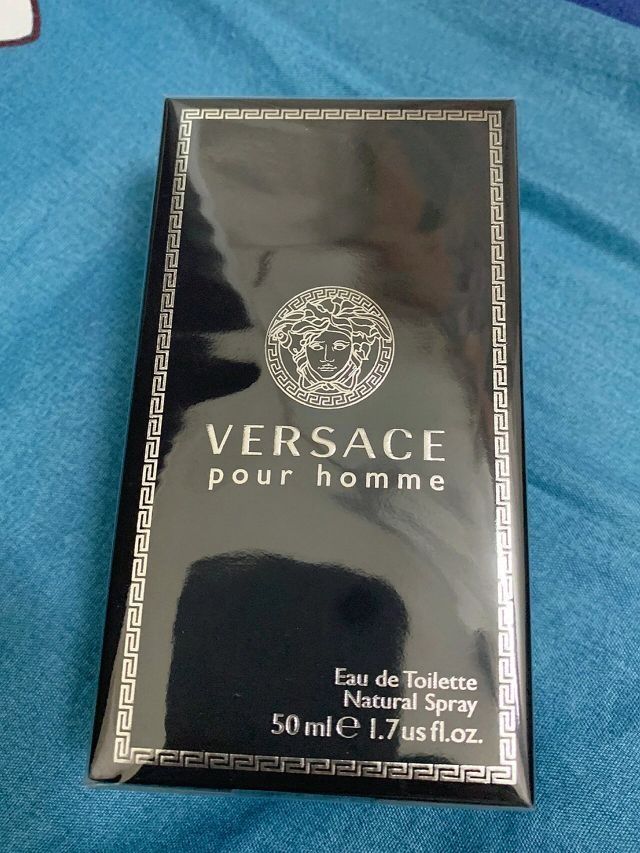 VERSACE
pour homme
Eau de Toilette
Natural Spray
50 ml ℮ 1.7 us fl.oz.